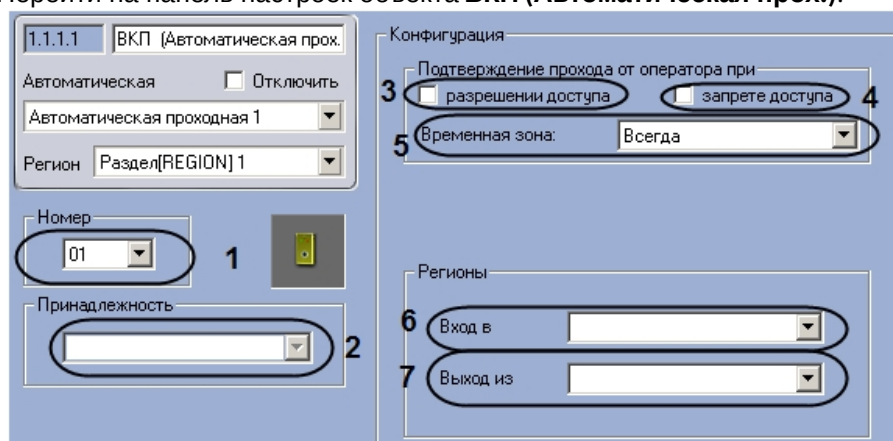 Перейти на панель настроек объекта ВКП (Автоматическая прох.).
1.1.1.1 ВКП (Автоматическая прох.
Автоматическая Отключить
Автоматическая проходная 1
Регион Раздел[REGION] 1
Номер
01
1
Принадлежность
2
Конфигурация
Подтверждение прохода от оператора при
3 разрешении доступа запрете доступа 4
5 Временная зона: Всегда
Регионы
6 Вход в
7 Выход из